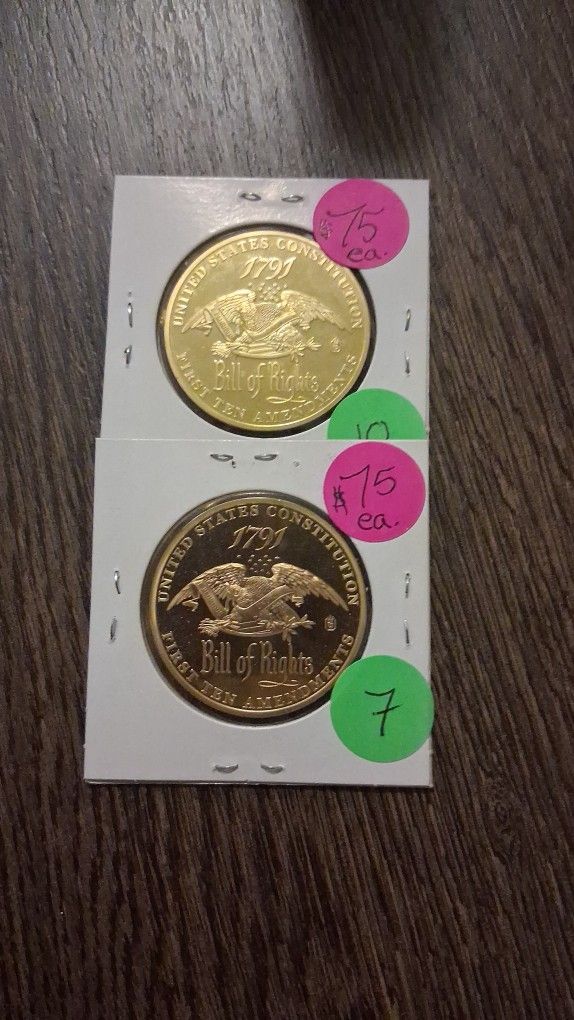 $75
ea.
UNITED STATES CONSTITUTION
1791
Bill of Rights
FIRST TEN AMENDMENTS
10
$75
ea.
UNITED STATES CONSTITUTION
1791
Bill of Rights
FIRST TEN AMENDMENTS
7